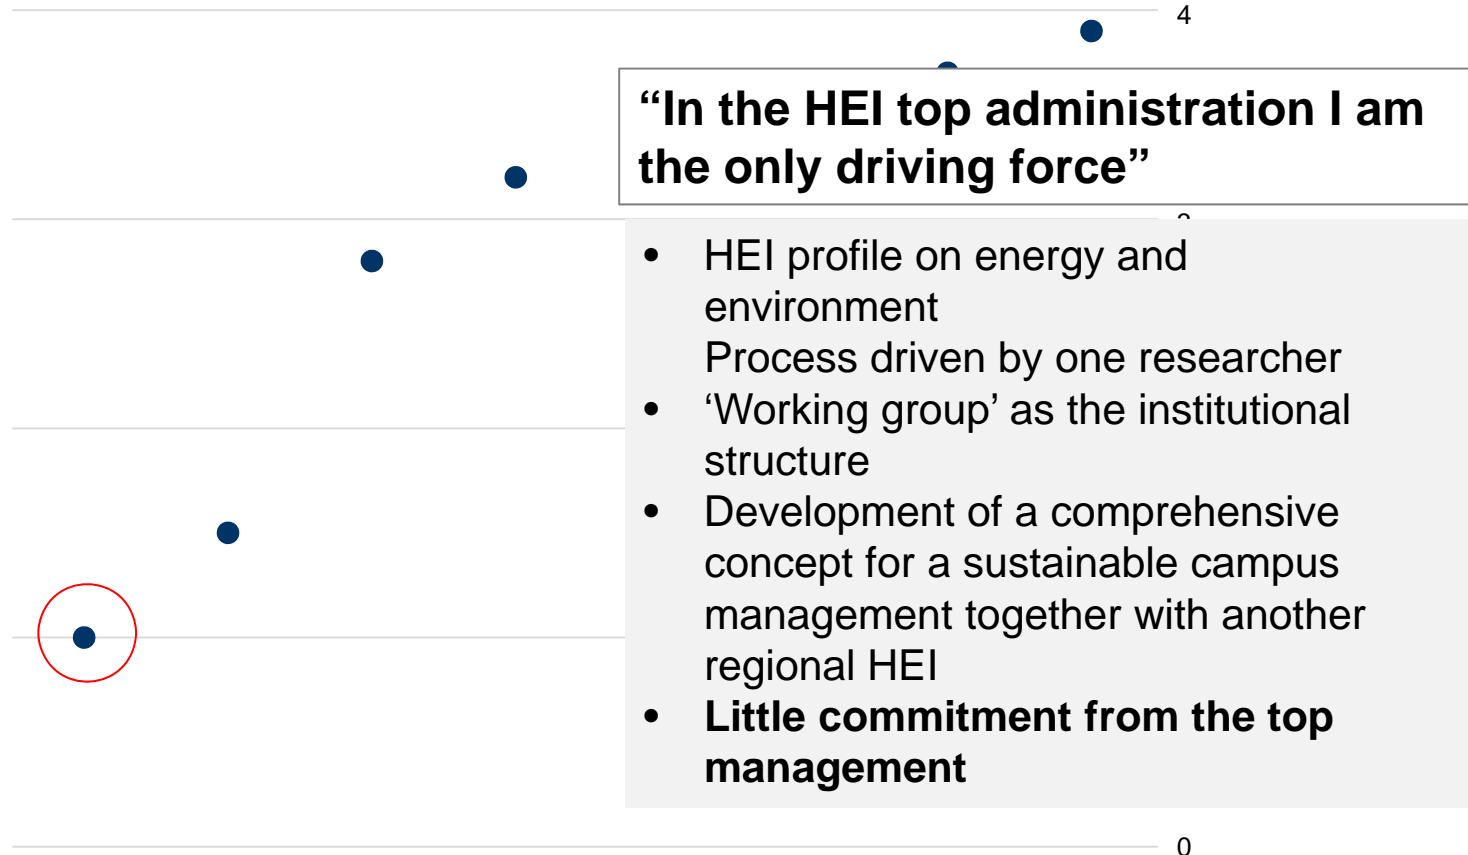 4
“In the HEI top administration I am
the only driving force”
• HEI profile on energy and
environment
Process driven by one researcher
• ‘Working group’ as the institutional
structure
• Development of a comprehensive
concept for a sustainable campus
management together with another
regional HEI
• Little commitment from the top
management
0